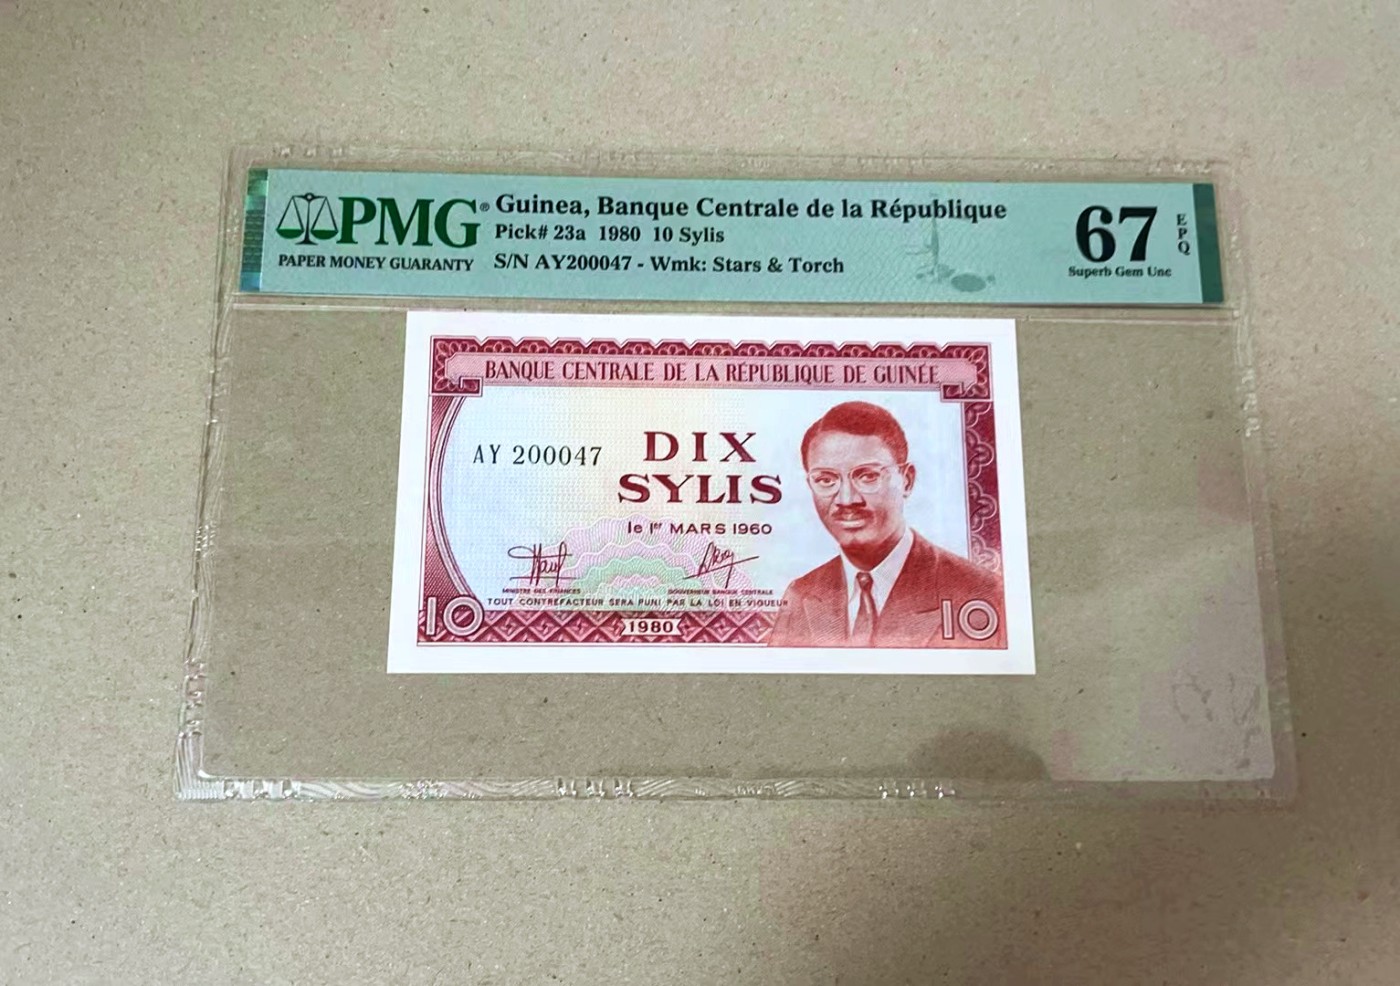 PMG®
PAPER MONEY GUARANTY
Guinea, Banque Centrale de la République
Pick# 23a 1980 10 Sylis
S/N AY200047 - Wmk: Stars & Torch
67
EPQ
Superb Gem Unc
BANQUE CENTRALE DE LA RÉPUBLIQUE DE GUINÉE
AY 200047
DIX
SYLIS
le 1er MARS 1960
MINISTRE DES FINANCES
GOUVERNEUR BANQUE CENTRALE
TOUT CONTREFACTEUR SERA PUNI PAR LA LOI EN VIGUEUR
10
1980
10